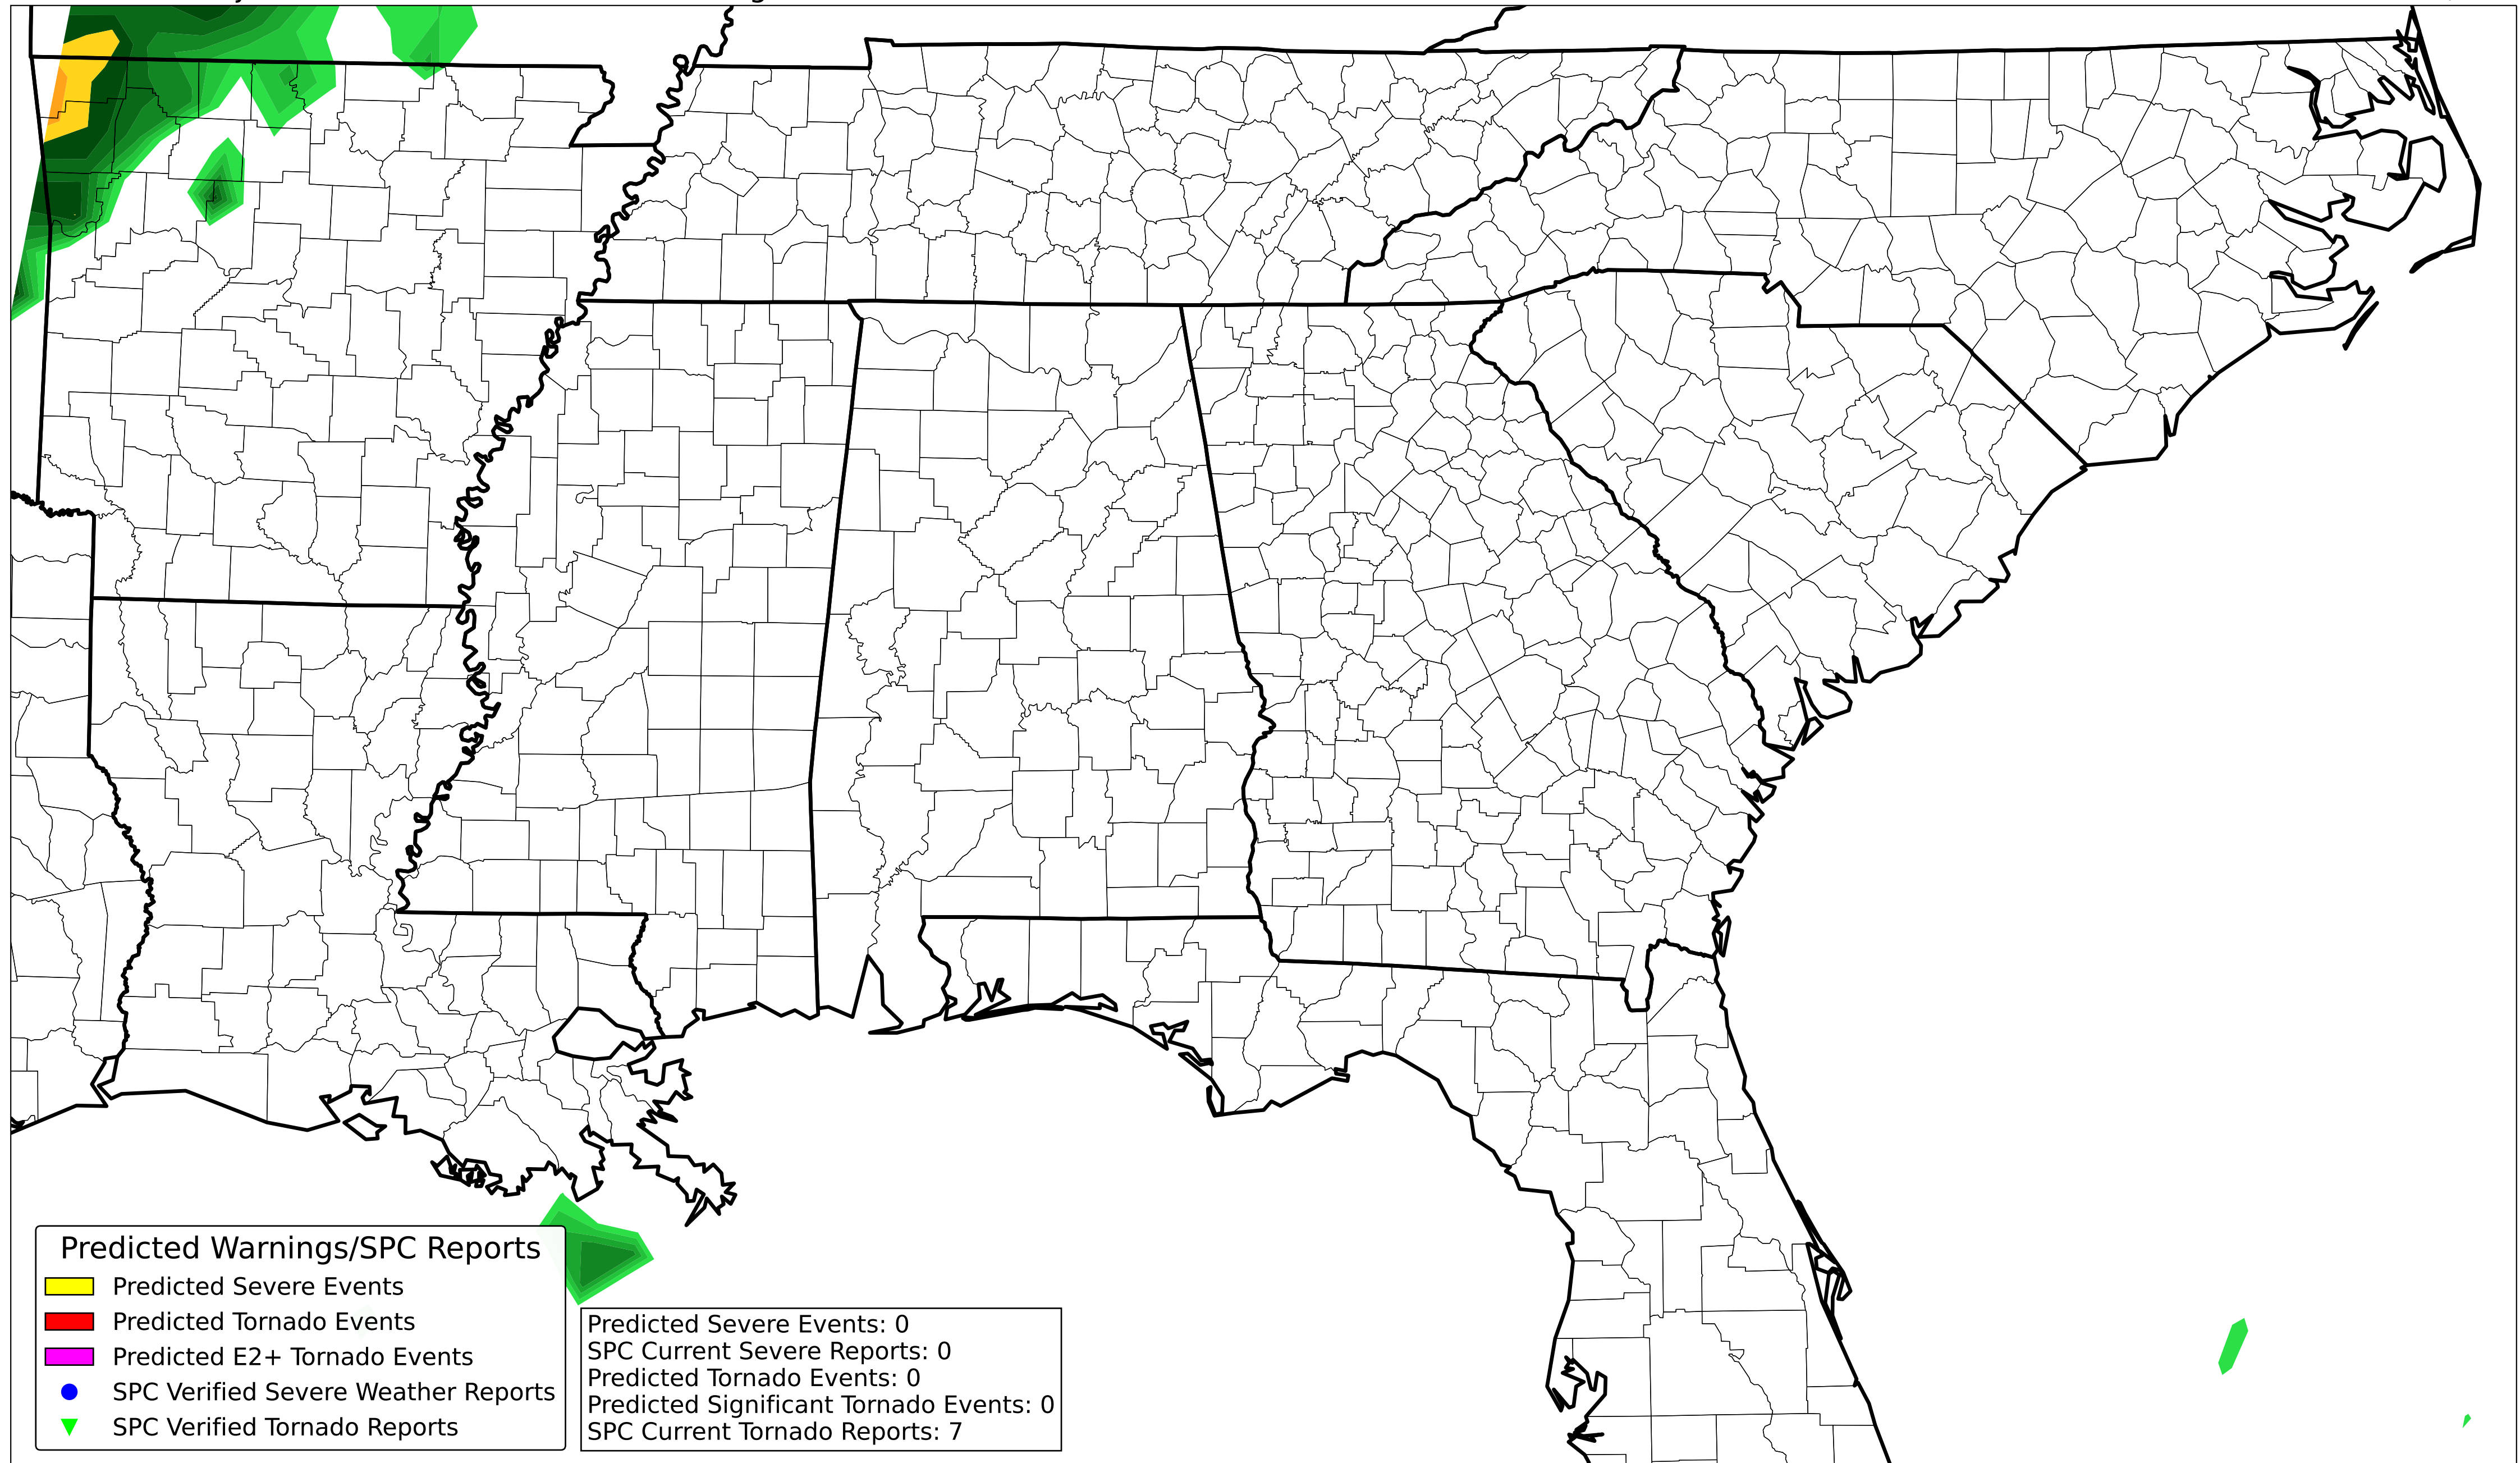 Predicted Warnings/SPC Reports
Predicted Severe Events
Predicted Tornado Events
Predicted E2+ Tornado Events
SPC Verified Severe Weather Reports
SPC Verified Tornado Reports
Predicted Severe Events: 0
SPC Current Severe Reports: 0
Predicted Tornado Events: 0
Predicted Significant Tornado Events: 0
SPC Current Tornado Reports: 7